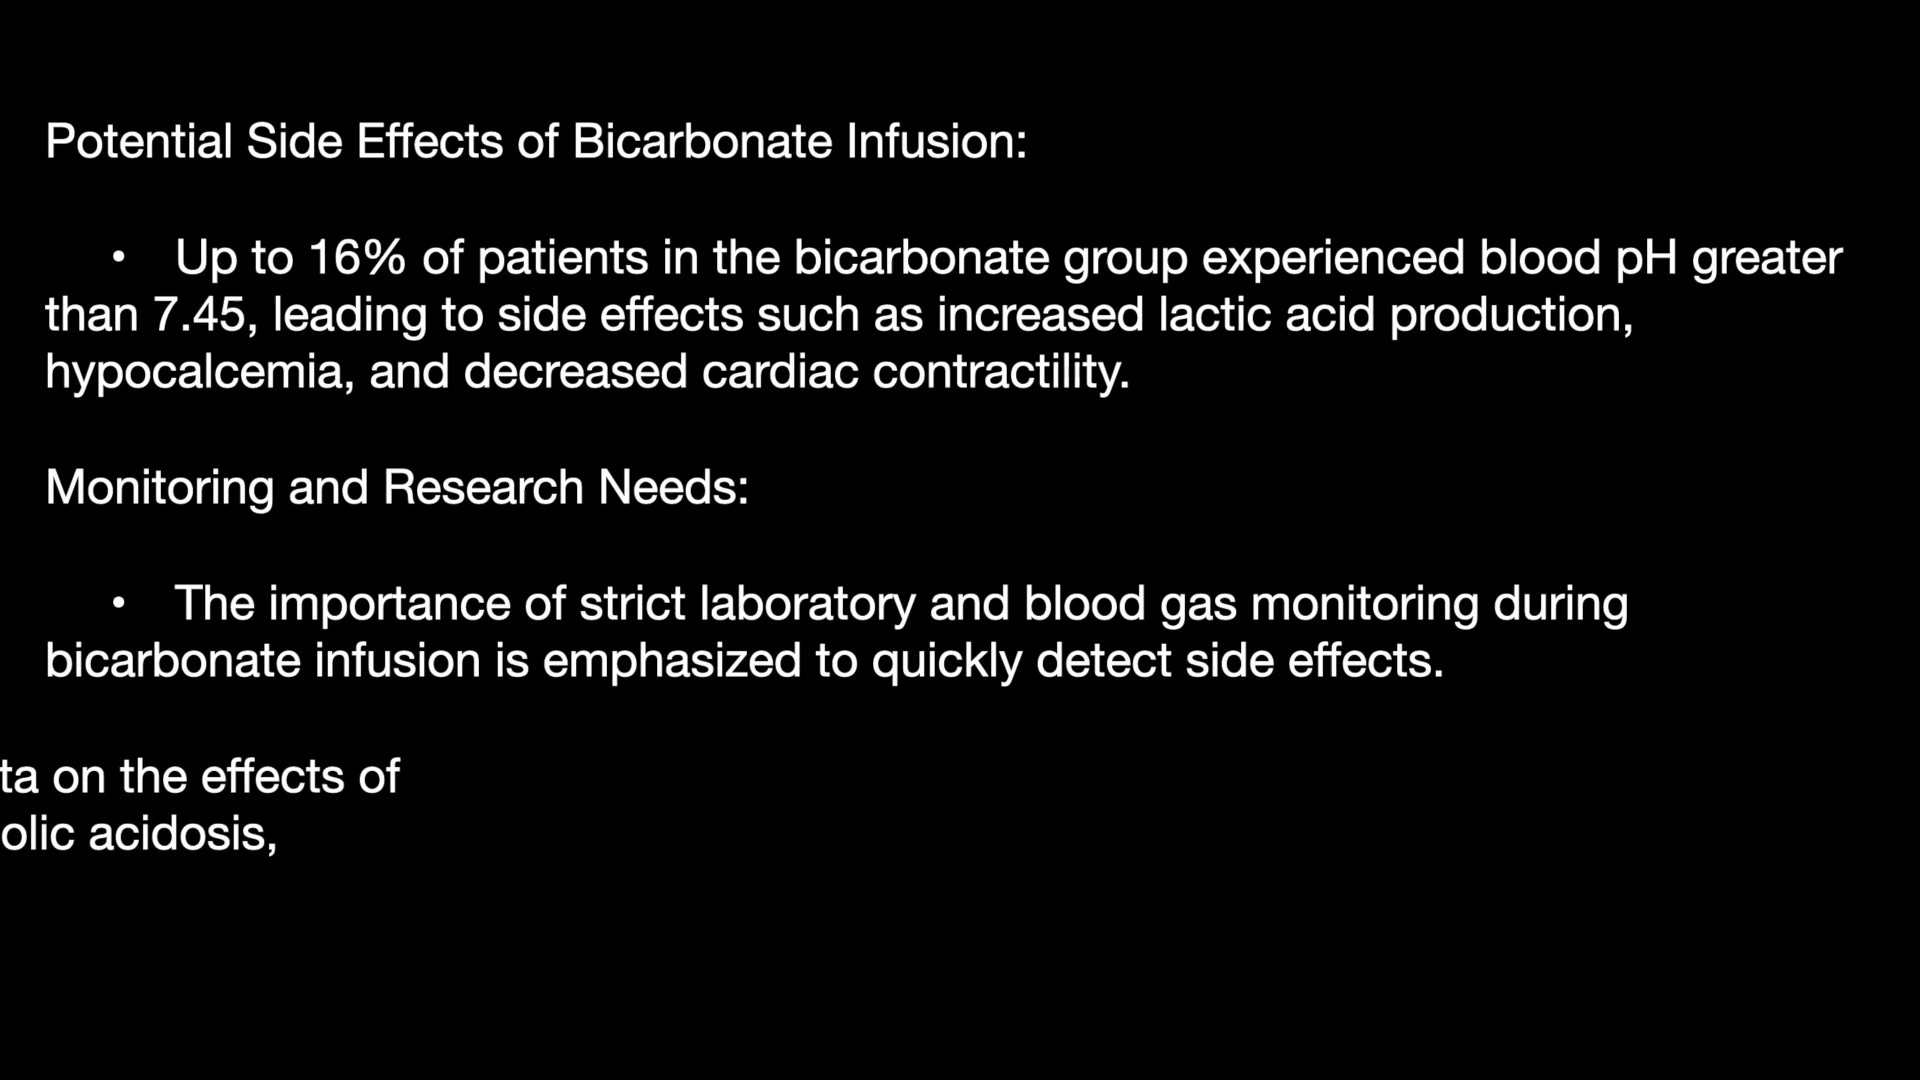 Potential Side Effects of Bicarbonate Infusion:
• Up to 16% of patients in the bicarbonate group experienced blood pH greater
than 7.45, leading to side effects such as increased lactic acid production,
hypocalcemia, and decreased cardiac contractility.
Monitoring and Research Needs:
• The importance of strict laboratory and blood gas monitoring during
bicarbonate infusion is emphasized to quickly detect side effects.
ta on the effects of
olic acidosis,